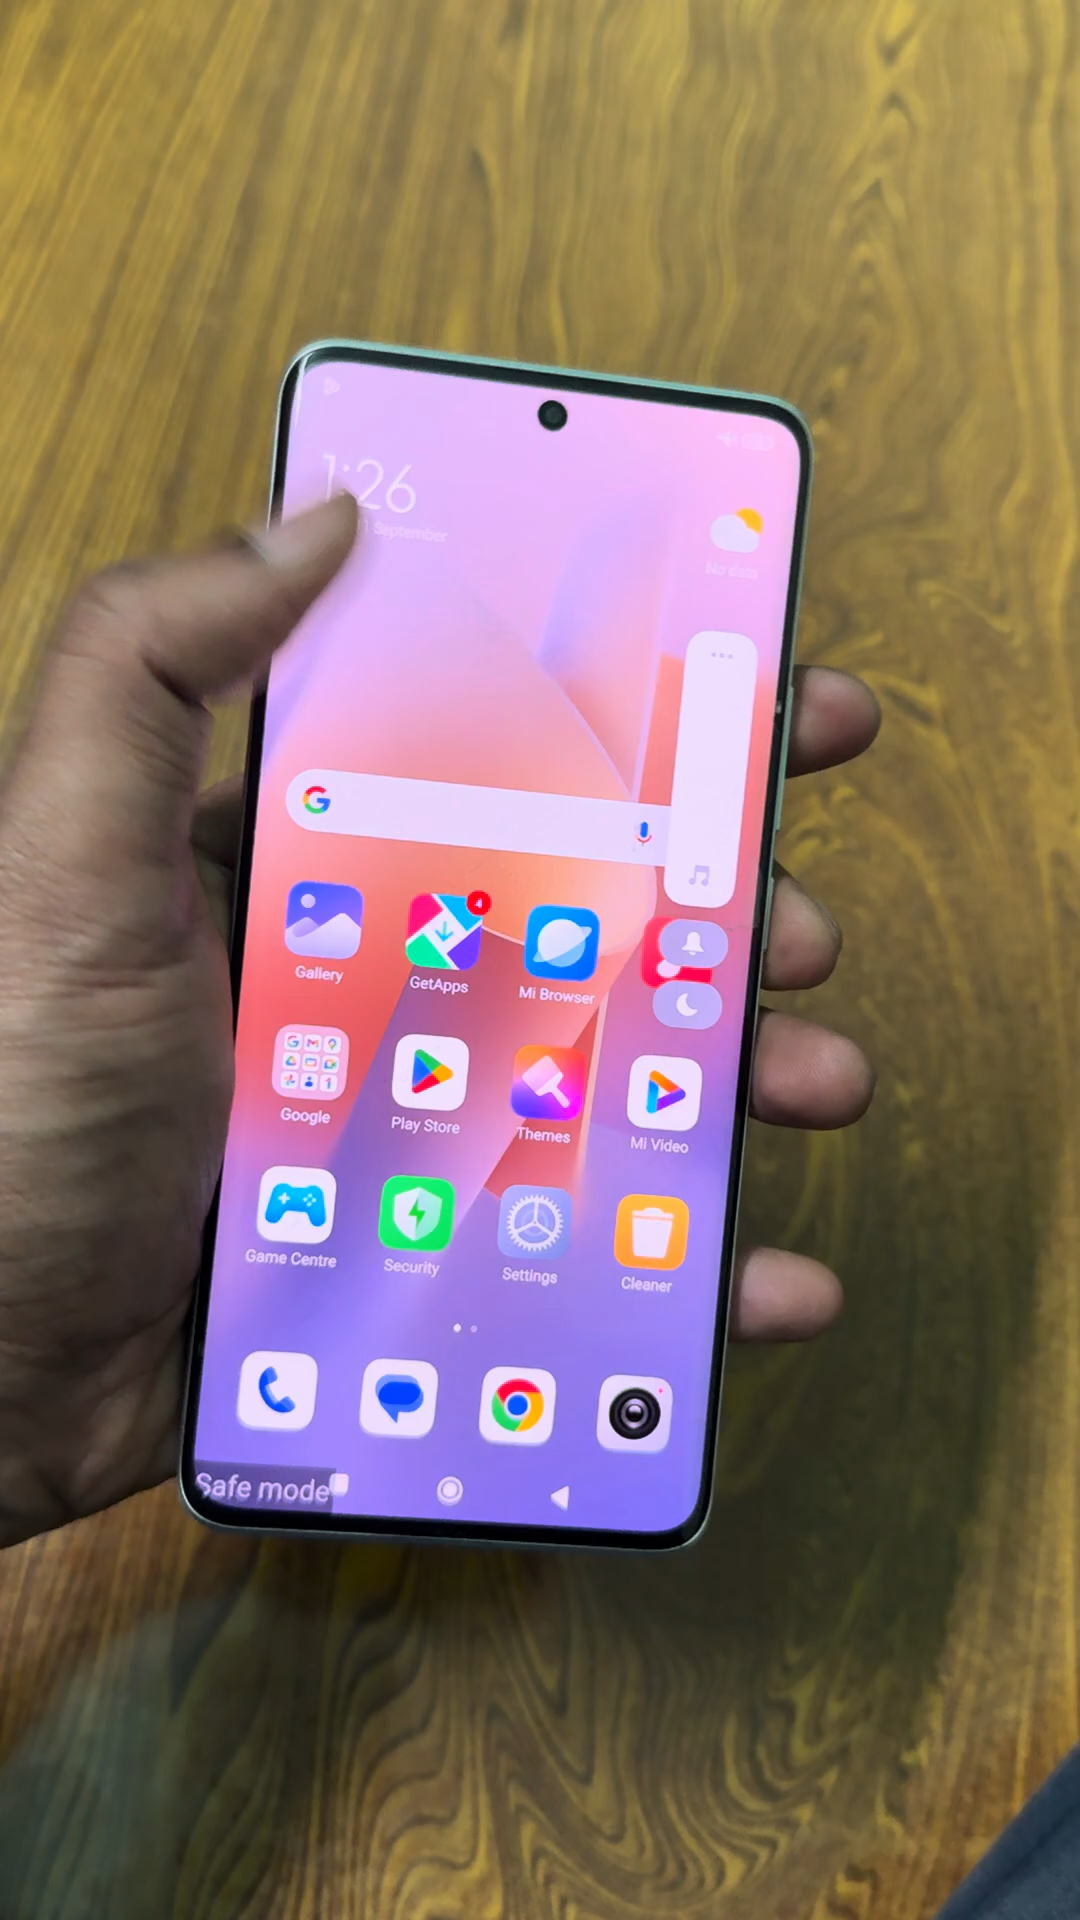 1:26
1 September
No data
4
Gallery
GetApps
Mi Browser
Google
Play Store
Themes
Mi Video
Game Centre
Security
Settings
Cleaner
Safe mode